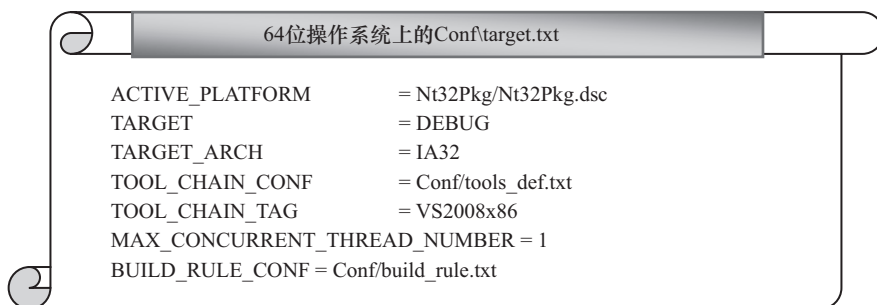 64位操作系统上的Conf\target.txt
ACTIVE_PLATFORM = Nt32Pkg/Nt32Pkg.dsc
TARGET = DEBUG
TARGET_ARCH = IA32
TOOL_CHAIN_CONF = Conf/tools_def.txt
TOOL_CHAIN_TAG = VS2008x86
MAX_CONCURRENT_THREAD_NUMBER = 1
BUILD_RULE_CONF = Conf/build_rule.txt